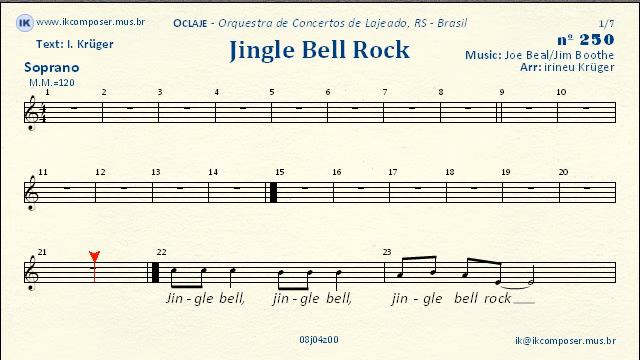 IK www.ikcomposer.mus.br
OCLAJE - Orquestra de Concertos de Lajeado, RS - Brasil
1/7
Text: I. Krüger
Jingle Bell Rock
nº 250
Music: Joe Beal/Jim Boothe
Arr: irineu Krüger
Soprano
M.M.=120
1 2 3 4 5 6 7 8 9 10
4 4
11 12 13 14 15 17 18 19 20
21 22 23
Jin - gle bell, jin - gle bell, jin - gle bell rock
08j04z00
ik@ikcomposer.mus.br